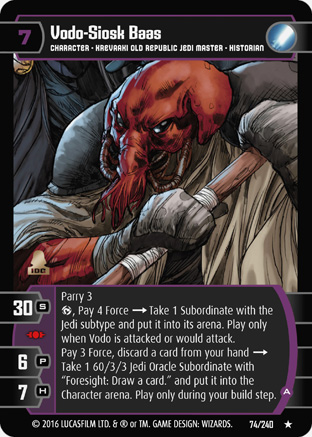 7
Vodo-Siosk Baas
CHARACTER • KREVAAKI OLD REPUBLIC JEDI MASTER • HISTORIAN
IDC
30 S
6 P
7 H
Parry 3
, Pay 4 Force → Take 1 Subordinate with the
Jedi subtype and put it into its arena. Play only
when Vodo is attacked or would attack.
Pay 3 Force, discard a card from your hand →
Take 1 60/3/3 Jedi Oracle Subordinate with
"Foresight: Draw a card." and put it into the
Character arena. Play only during your build step.
A
© 2016 LUCASFILM LTD. & ® or TM. GAME DESIGN: WIZARDS.
74/240 ★